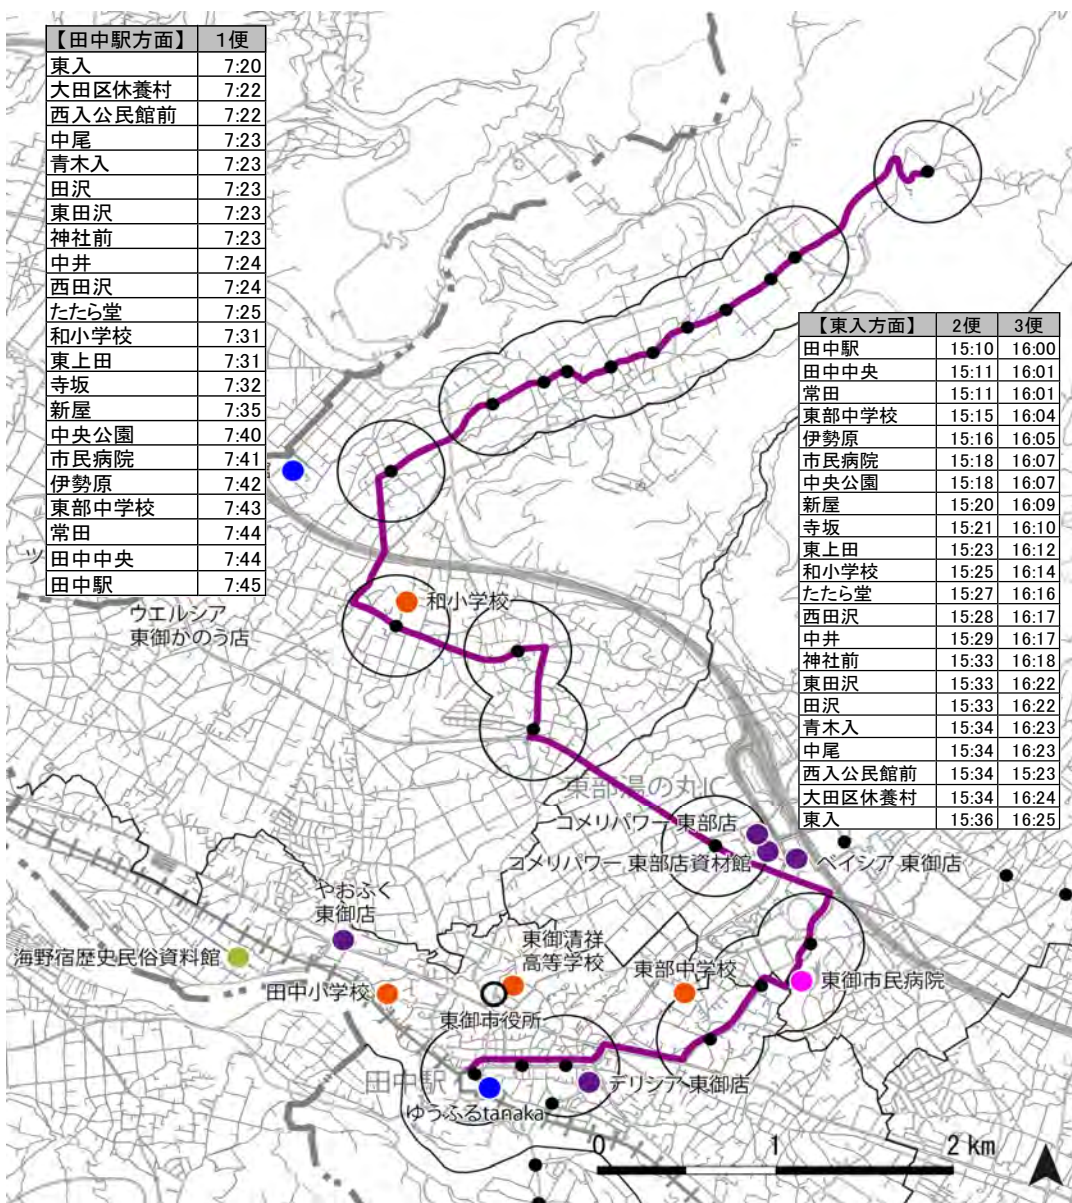 【田中駅方面】 1便
東入 7:20
大田区休養村 7:22
西入公民館前 7:22
中尾 7:23
青木入 7:23
田沢 7:23
東田沢 7:23
神社前 7:23
中井 7:24
西田沢 7:24
たたら堂 7:25
和小学校 7:31
東上田 7:31
寺坂 7:32
新屋 7:35
中央公園 7:40
市民病院 7:41
伊勢原 7:42
東部中学校 7:43
常田 7:44
田中中央 7:44
田中駅 7:45
【東入方面】 2便 3便
田中駅 15:10 16:00
田中中央 15:11 16:01
常田 15:11 16:01
東部中学校 15:15 16:04
伊勢原 15:16 16:05
市民病院 15:18 16:07
中央公園 15:18 16:07
新屋 15:20 16:09
寺坂 15:21 16:10
東上田 15:23 16:12
和小学校 15:25 16:14
たたら堂 15:27 16:16
西田沢 15:28 16:17
中井 15:29 16:17
神社前 15:33 16:18
東田沢 15:33 16:22
田沢 15:33 16:22
青木入 15:34 16:23
中尾 15:34 16:23
西入公民館前 15:34 15:23
大田区休養村 15:34 16:24
東入 15:36 16:25
ツ
ウエルシア
東御かのう店
和小学校
東部湯の丸IC
コメリパワー 東部店
コメリパワー 東部店資材館
ベイシア 東御店
やおふく
東御店
海野宿歴史民俗資料館
東御清祥
高等学校
東部中学校
東御市民病院
田中小学校
東御市役所
田中駅
デリシア 東御店
ゆうふるtanaka
0 1 2 km